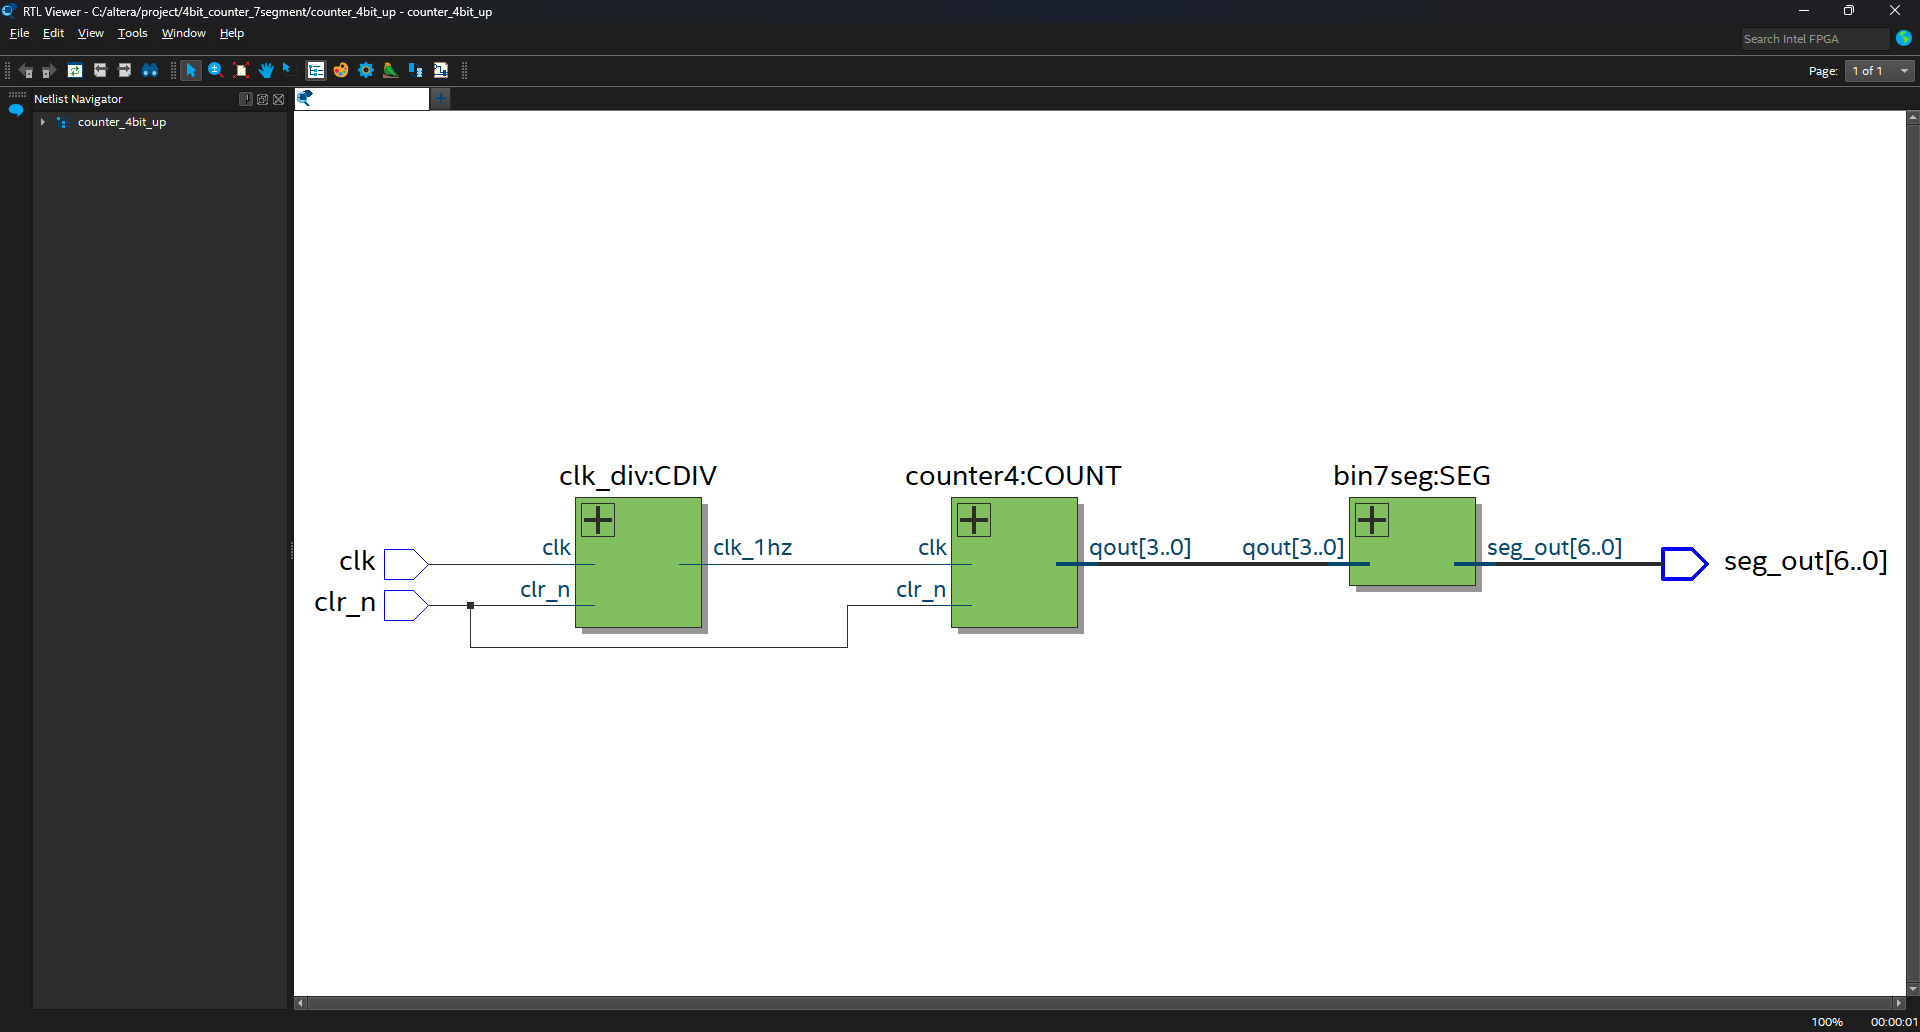 RTL Viewer - C:/altera/project/4bit_counter_7segment/counter_4bit_up - counter_4bit_up
File Edit View Tools Window Help
Search Intel FPGA
Page: 1 of 1
Netlist Navigator
counter_4bit_up
clk_div:CDIV
counter4:COUNT
bin7seg:SEG
clk
clk
clk_1hz
clk
qout[3..0]
qout[3..0]
seg_out[6..0]
seg_out[6..0]
clr_n
clr_n
clr_n
100% 00:00:01